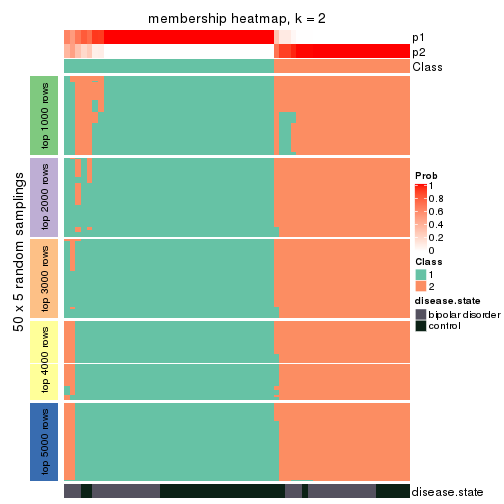 membership heatmap, k = 2
p1
p2
Class
50 x 5 random samplings
top 1000 rows
top 2000 rows
top 3000 rows
top 4000 rows
top 5000 rows
Prob
1
0.8
0.6
0.4
0.2
0
Class
1
2
disease.state
bipolar disorder
control
disease.state